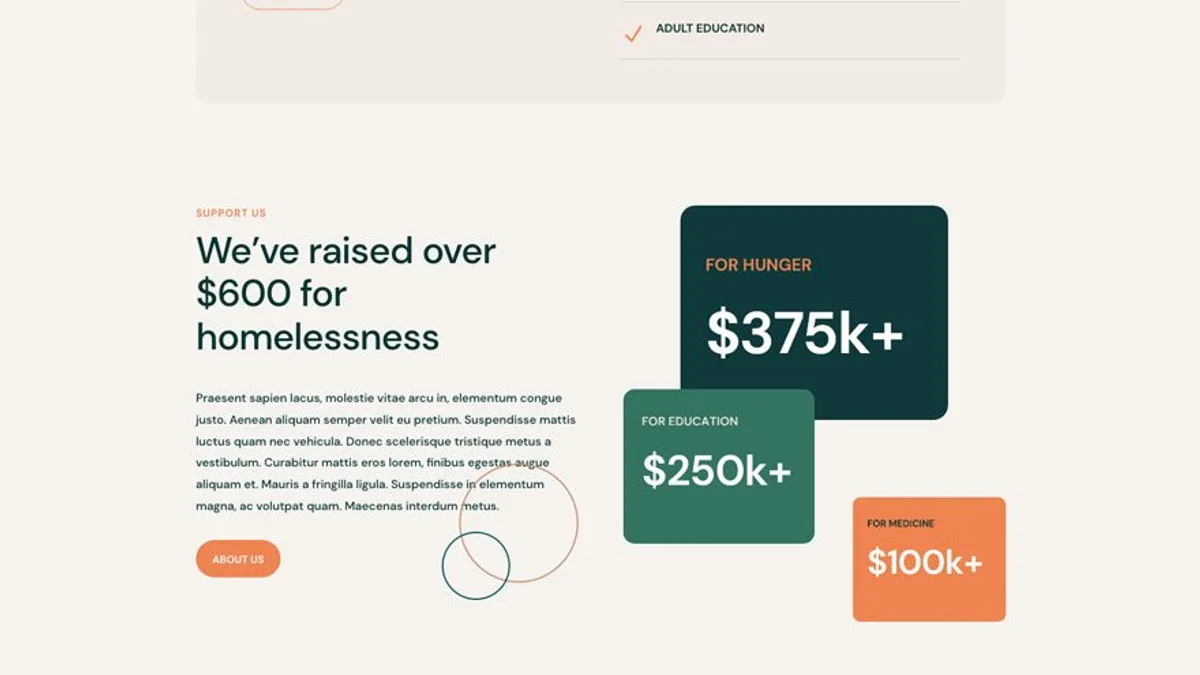 ADULT EDUCATION
SUPPORT US
We’ve raised over
$600 for
homelessness
Praesent sapien lacus, molestie vitae arcu in, elementum congue
justo. Aenean aliquam semper velit eu pretium. Suspendisse mattis
luctus quam nec vehicula. Donec scelerisque tristique metus a
vestibulum. Curabitur mattis eros lorem, finibus egestas augue
aliquam et. Mauris a fringilla ligula. Suspendisse in elementum
magna, ac volutpat quam. Maecenas interdum metus.
ABOUT US
FOR HUNGER
$375k+
FOR EDUCATION
$250k+
FOR MEDICINE
$100k+